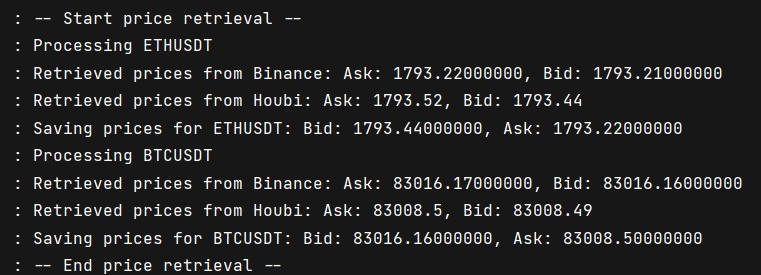 : -- Start price retrieval --
: Processing ETHUSDT
: Retrieved prices from Binance: Ask: 1793.22000000, Bid: 1793.21000000
: Retrieved prices from Houbi: Ask: 1793.52, Bid: 1793.44
: Saving prices for ETHUSDT: Bid: 1793.44000000, Ask: 1793.22000000
: Processing BTCUSDT
: Retrieved prices from Binance: Ask: 83016.17000000, Bid: 83016.16000000
: Retrieved prices from Houbi: Ask: 83008.5, Bid: 83008.49
: Saving prices for BTCUSDT: Bid: 83016.16000000, Ask: 83008.50000000
: -- End price retrieval --